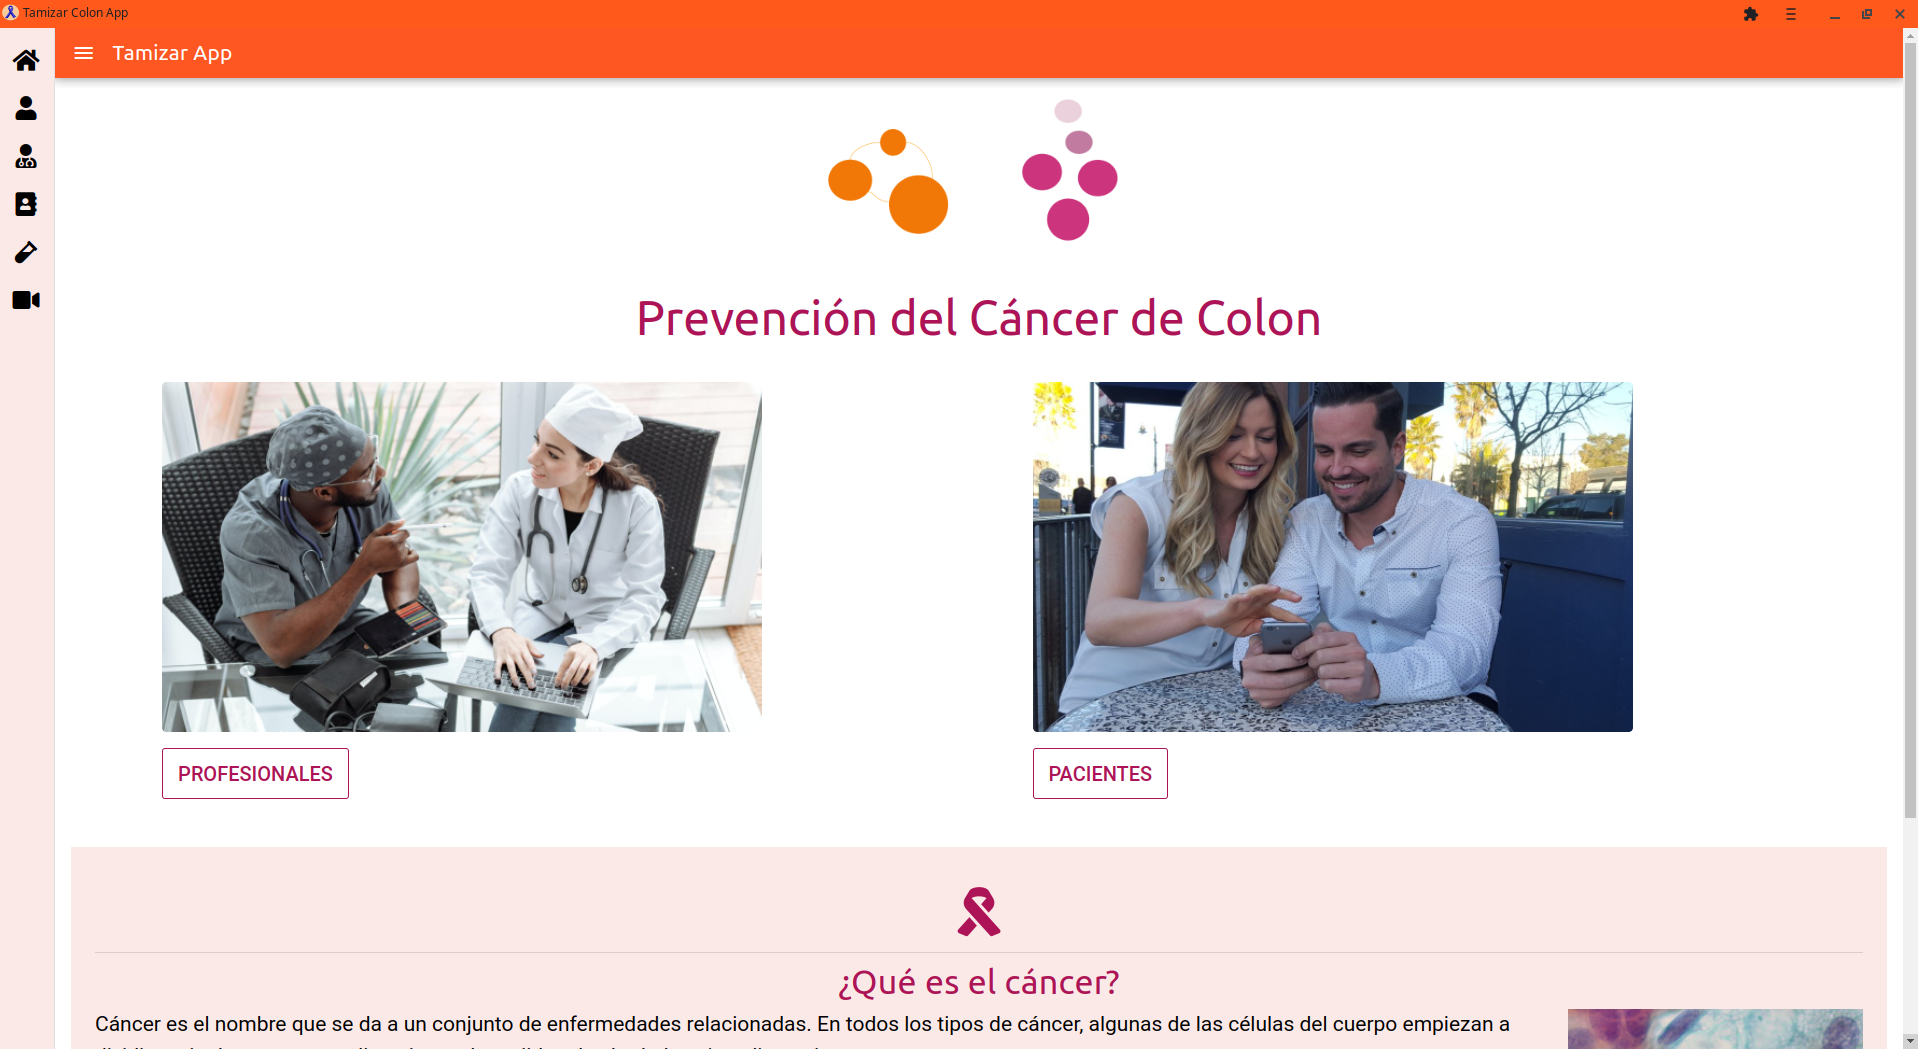 Tamizar Colon App
Tamizar App
Prevención del Cáncer de Colon
PROFESIONALES
PACIENTES
¿Qué es el cáncer?
Cáncer es el nombre que se da a un conjunto de enfermedades relacionadas. En todos los tipos de cáncer, algunas de las células del cuerpo empiezan a